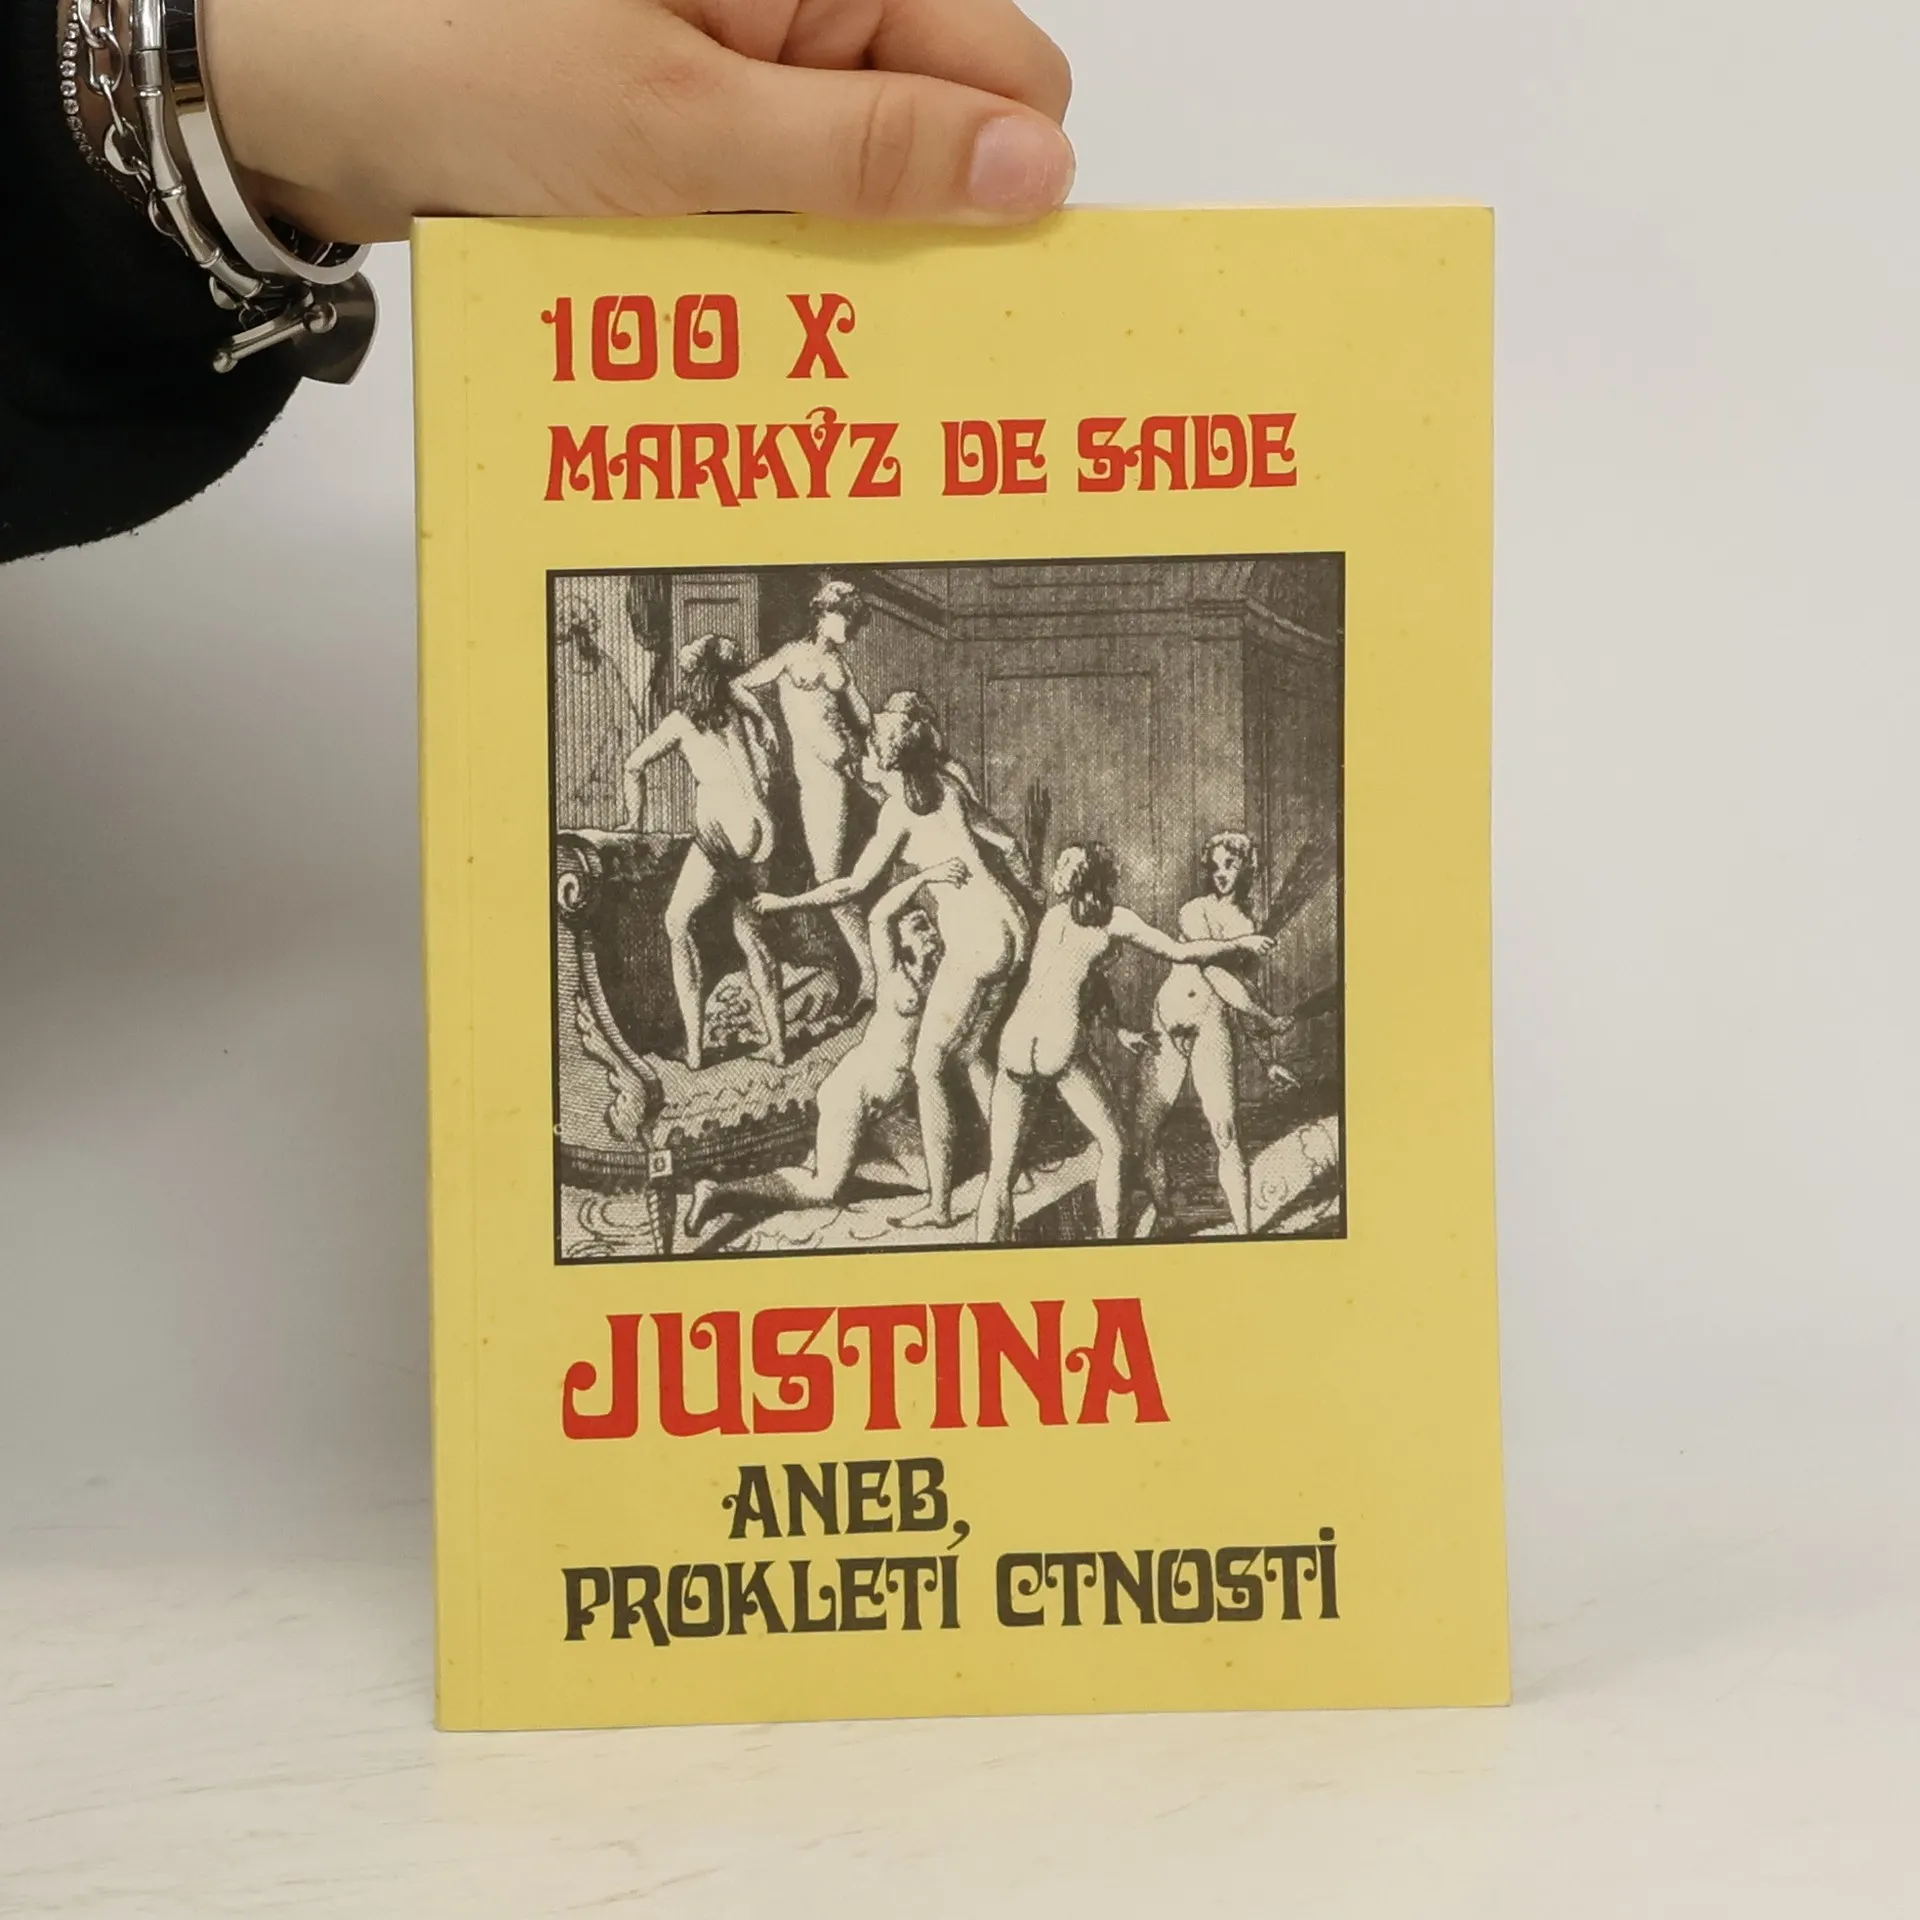 100 X
MARKÝZ DE SADE
JUSTINA
ANEB,
PROKLETÍ CTNOSTI